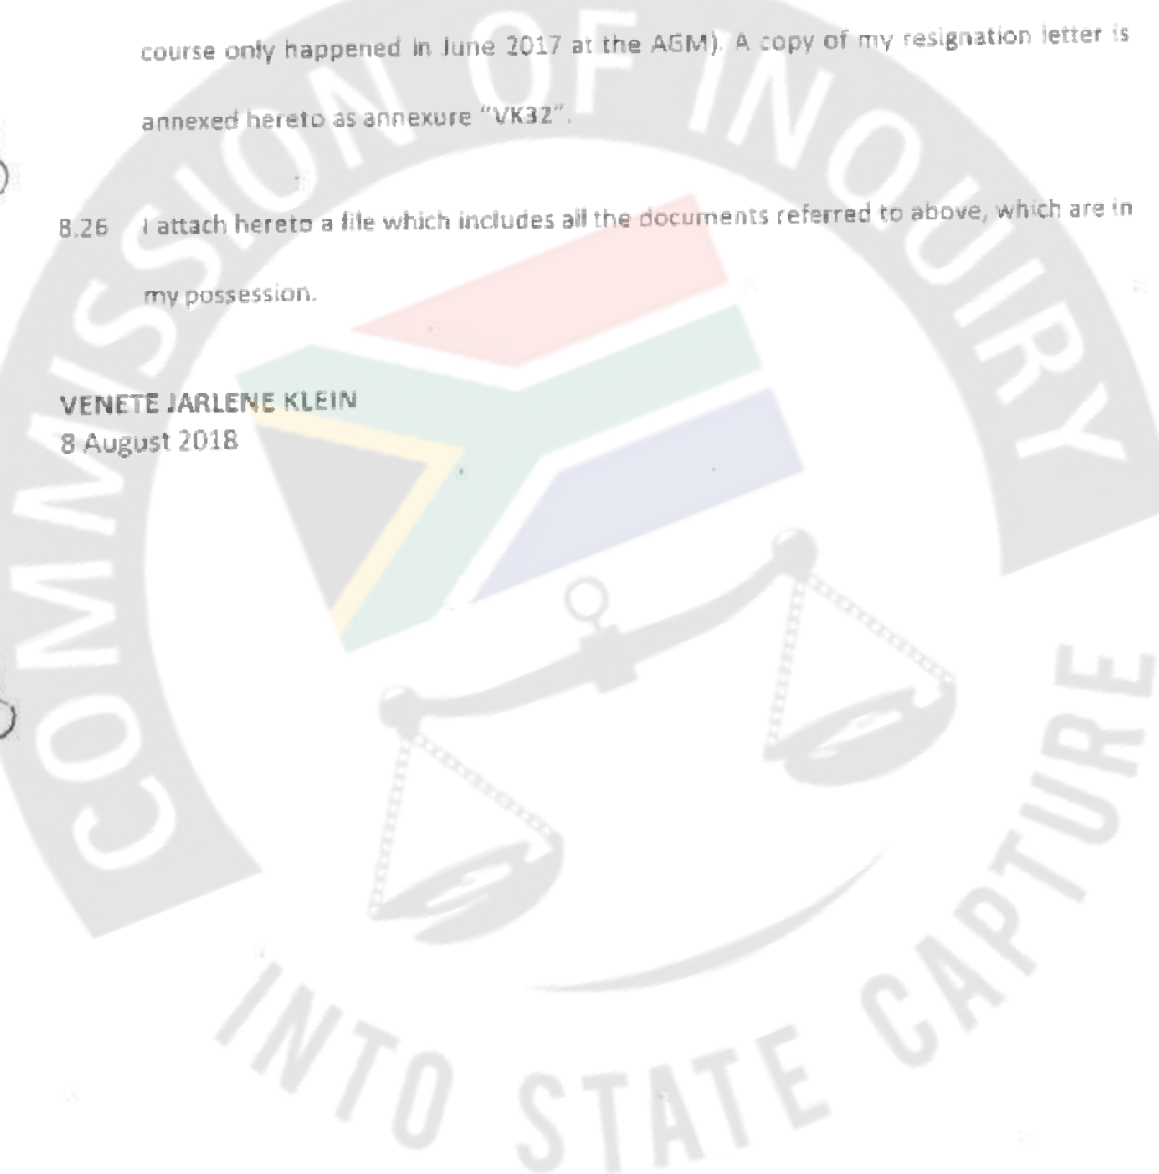 course only happened in June 2017 at the AGM). A copy of my resignation letter is
annexed hereto as annexure “VK32”.
8.26 I attach hereto a file which includes all the documents referred to above, which are in
my possession.
VENETE JARLENE KLEIN
8 August 2018
COMMISSION OF INQUIRY
INTO STATE CAPTURE